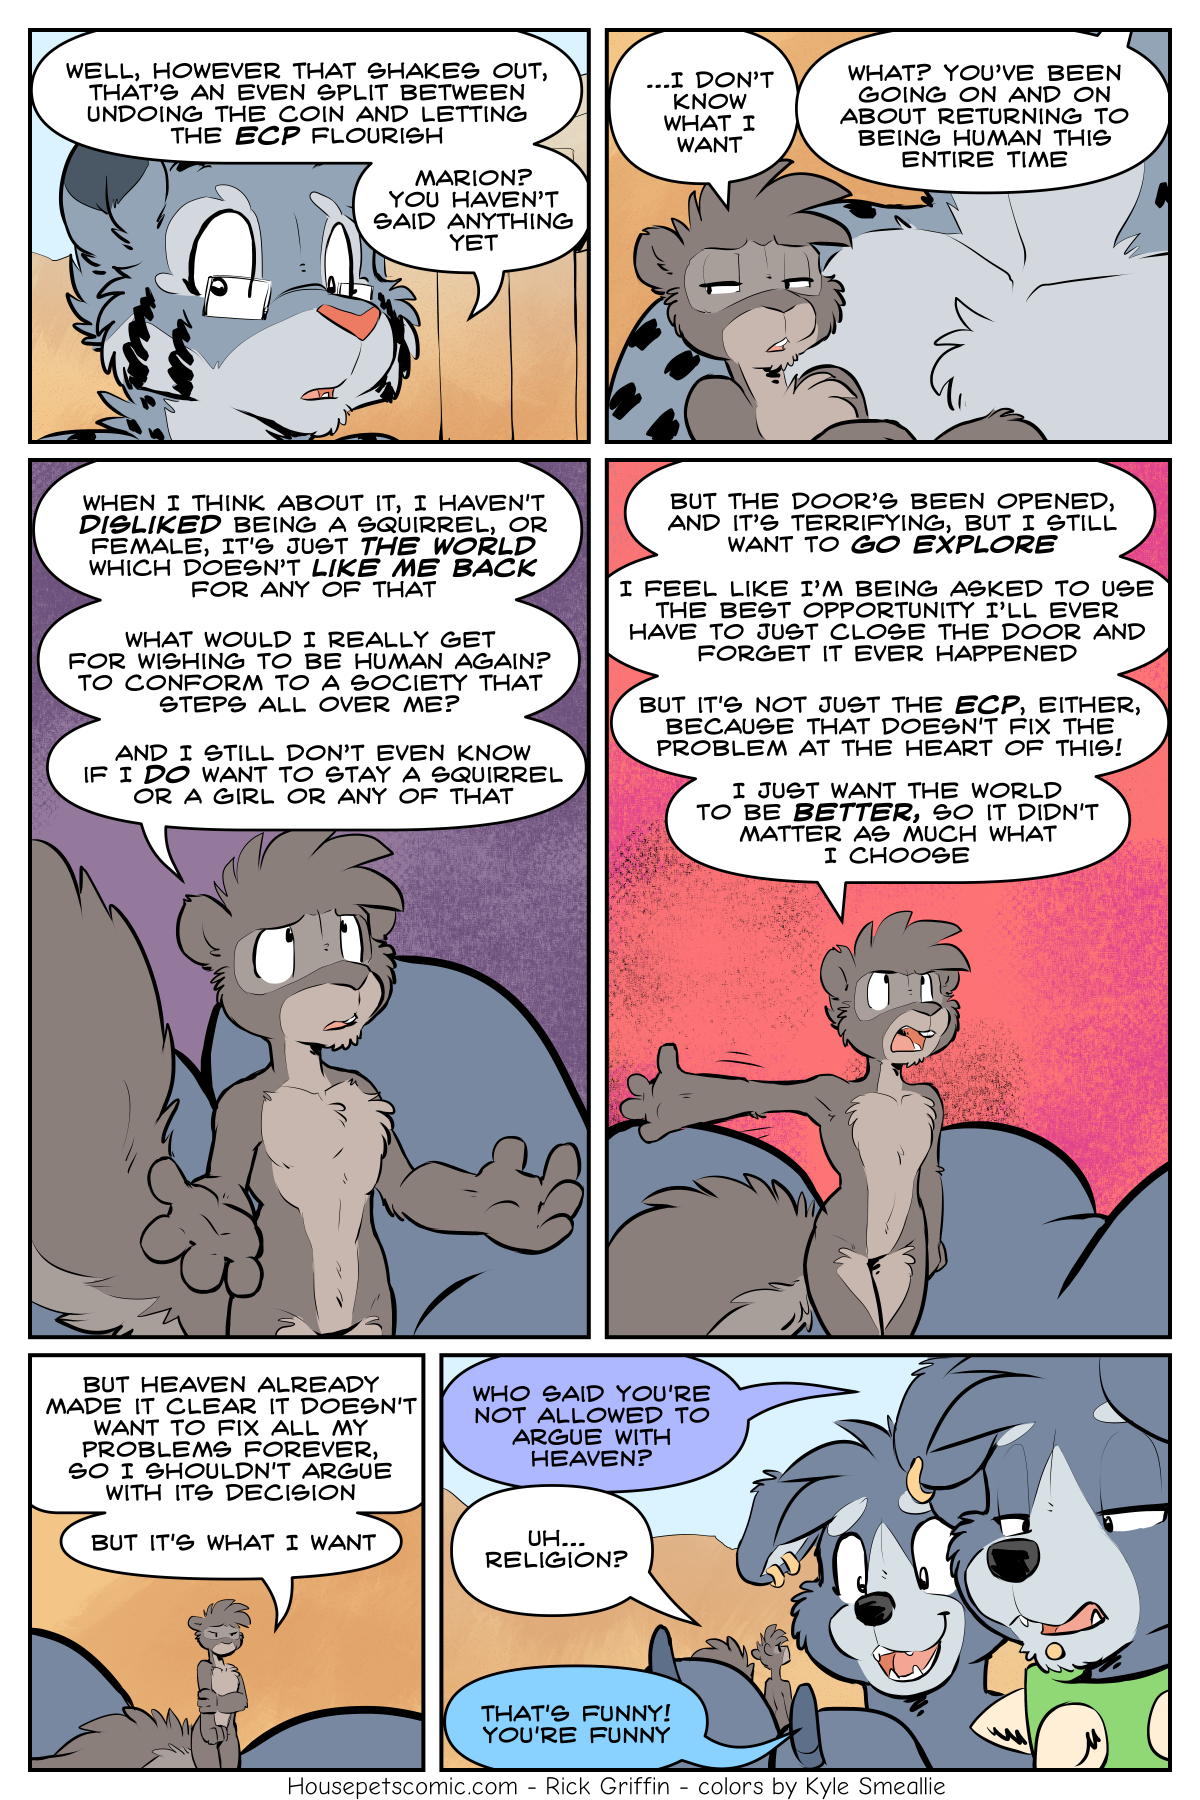 WELL, HOWEVER THAT SHAKES OUT,
THAT'S AN EVEN SPLIT BETWEEN
UNDOING THE COIN AND LETTING
THE ECP FLOURISH
MARION?
YOU HAVEN'T
SAID ANYTHING
YET
...I DON'T
KNOW
WHAT I
WANT
WHAT? YOU'VE BEEN
GOING ON AND ON
ABOUT RETURNING TO
BEING HUMAN THIS
ENTIRE TIME
WHEN I THINK ABOUT IT, I HAVEN'T
DISLIKED BEING A SQUIRREL, OR
FEMALE, IT'S JUST THE WORLD
WHICH DOESN'T LIKE ME BACK
FOR ANY OF THAT
WHAT WOULD I REALLY GET
FOR WISHING TO BE HUMAN AGAIN?
TO CONFORM TO A SOCIETY THAT
STEPS ALL OVER ME?
AND I STILL DON'T EVEN KNOW
IF I DO WANT TO STAY A SQUIRREL
OR A GIRL OR ANY OF THAT
BUT THE DOOR'S BEEN OPENED,
AND IT'S TERRIFYING, BUT I STILL
WANT TO GO EXPLORE
I FEEL LIKE I'M BEING ASKED TO USE
THE BEST OPPORTUNITY I'LL EVER
HAVE TO JUST CLOSE THE DOOR AND
FORGET IT EVER HAPPENED
BUT IT'S NOT JUST THE ECP, EITHER,
BECAUSE THAT DOESN'T FIX THE
PROBLEM AT THE HEART OF THIS!
I JUST WANT THE WORLD
TO BE BETTER, SO IT DIDN'T
MATTER AS MUCH WHAT
I CHOOSE
BUT HEAVEN ALREADY
MADE IT CLEAR IT DOESN'T
WANT TO FIX ALL MY
PROBLEMS FOREVER,
SO I SHOULDN'T ARGUE
WITH ITS DECISION
BUT IT'S WHAT I WANT
WHO SAID YOU'RE
NOT ALLOWED TO
ARGUE WITH
HEAVEN?
UH...
RELIGION?
THAT'S FUNNY!
YOU'RE FUNNY
Housepetscomic.com - Rick Griffin - colors by Kyle Smeallie